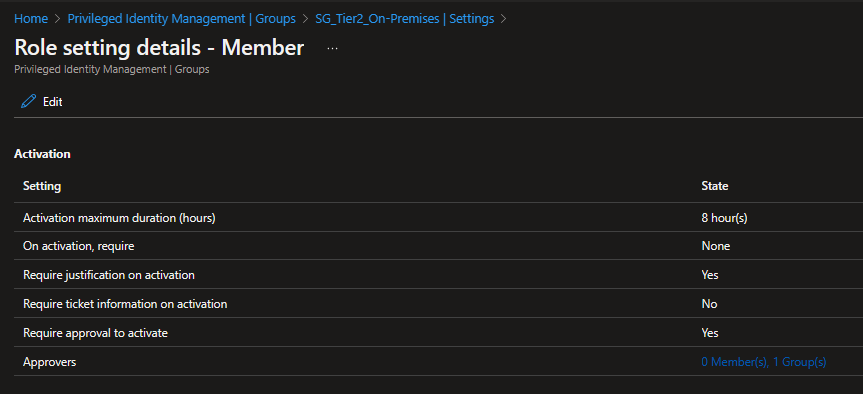 Home > Privileged Identity Management | Groups > SG_Tier2_On-Premises | Settings >
Role setting details - Member ...
Privileged Identity Management | Groups
Edit
Activation
Setting State
Activation maximum duration (hours) 8 hour(s)
On activation, require None
Require justification on activation Yes
Require ticket information on activation No
Require approval to activate Yes
Approvers 0 Member(s), 1 Group(s)